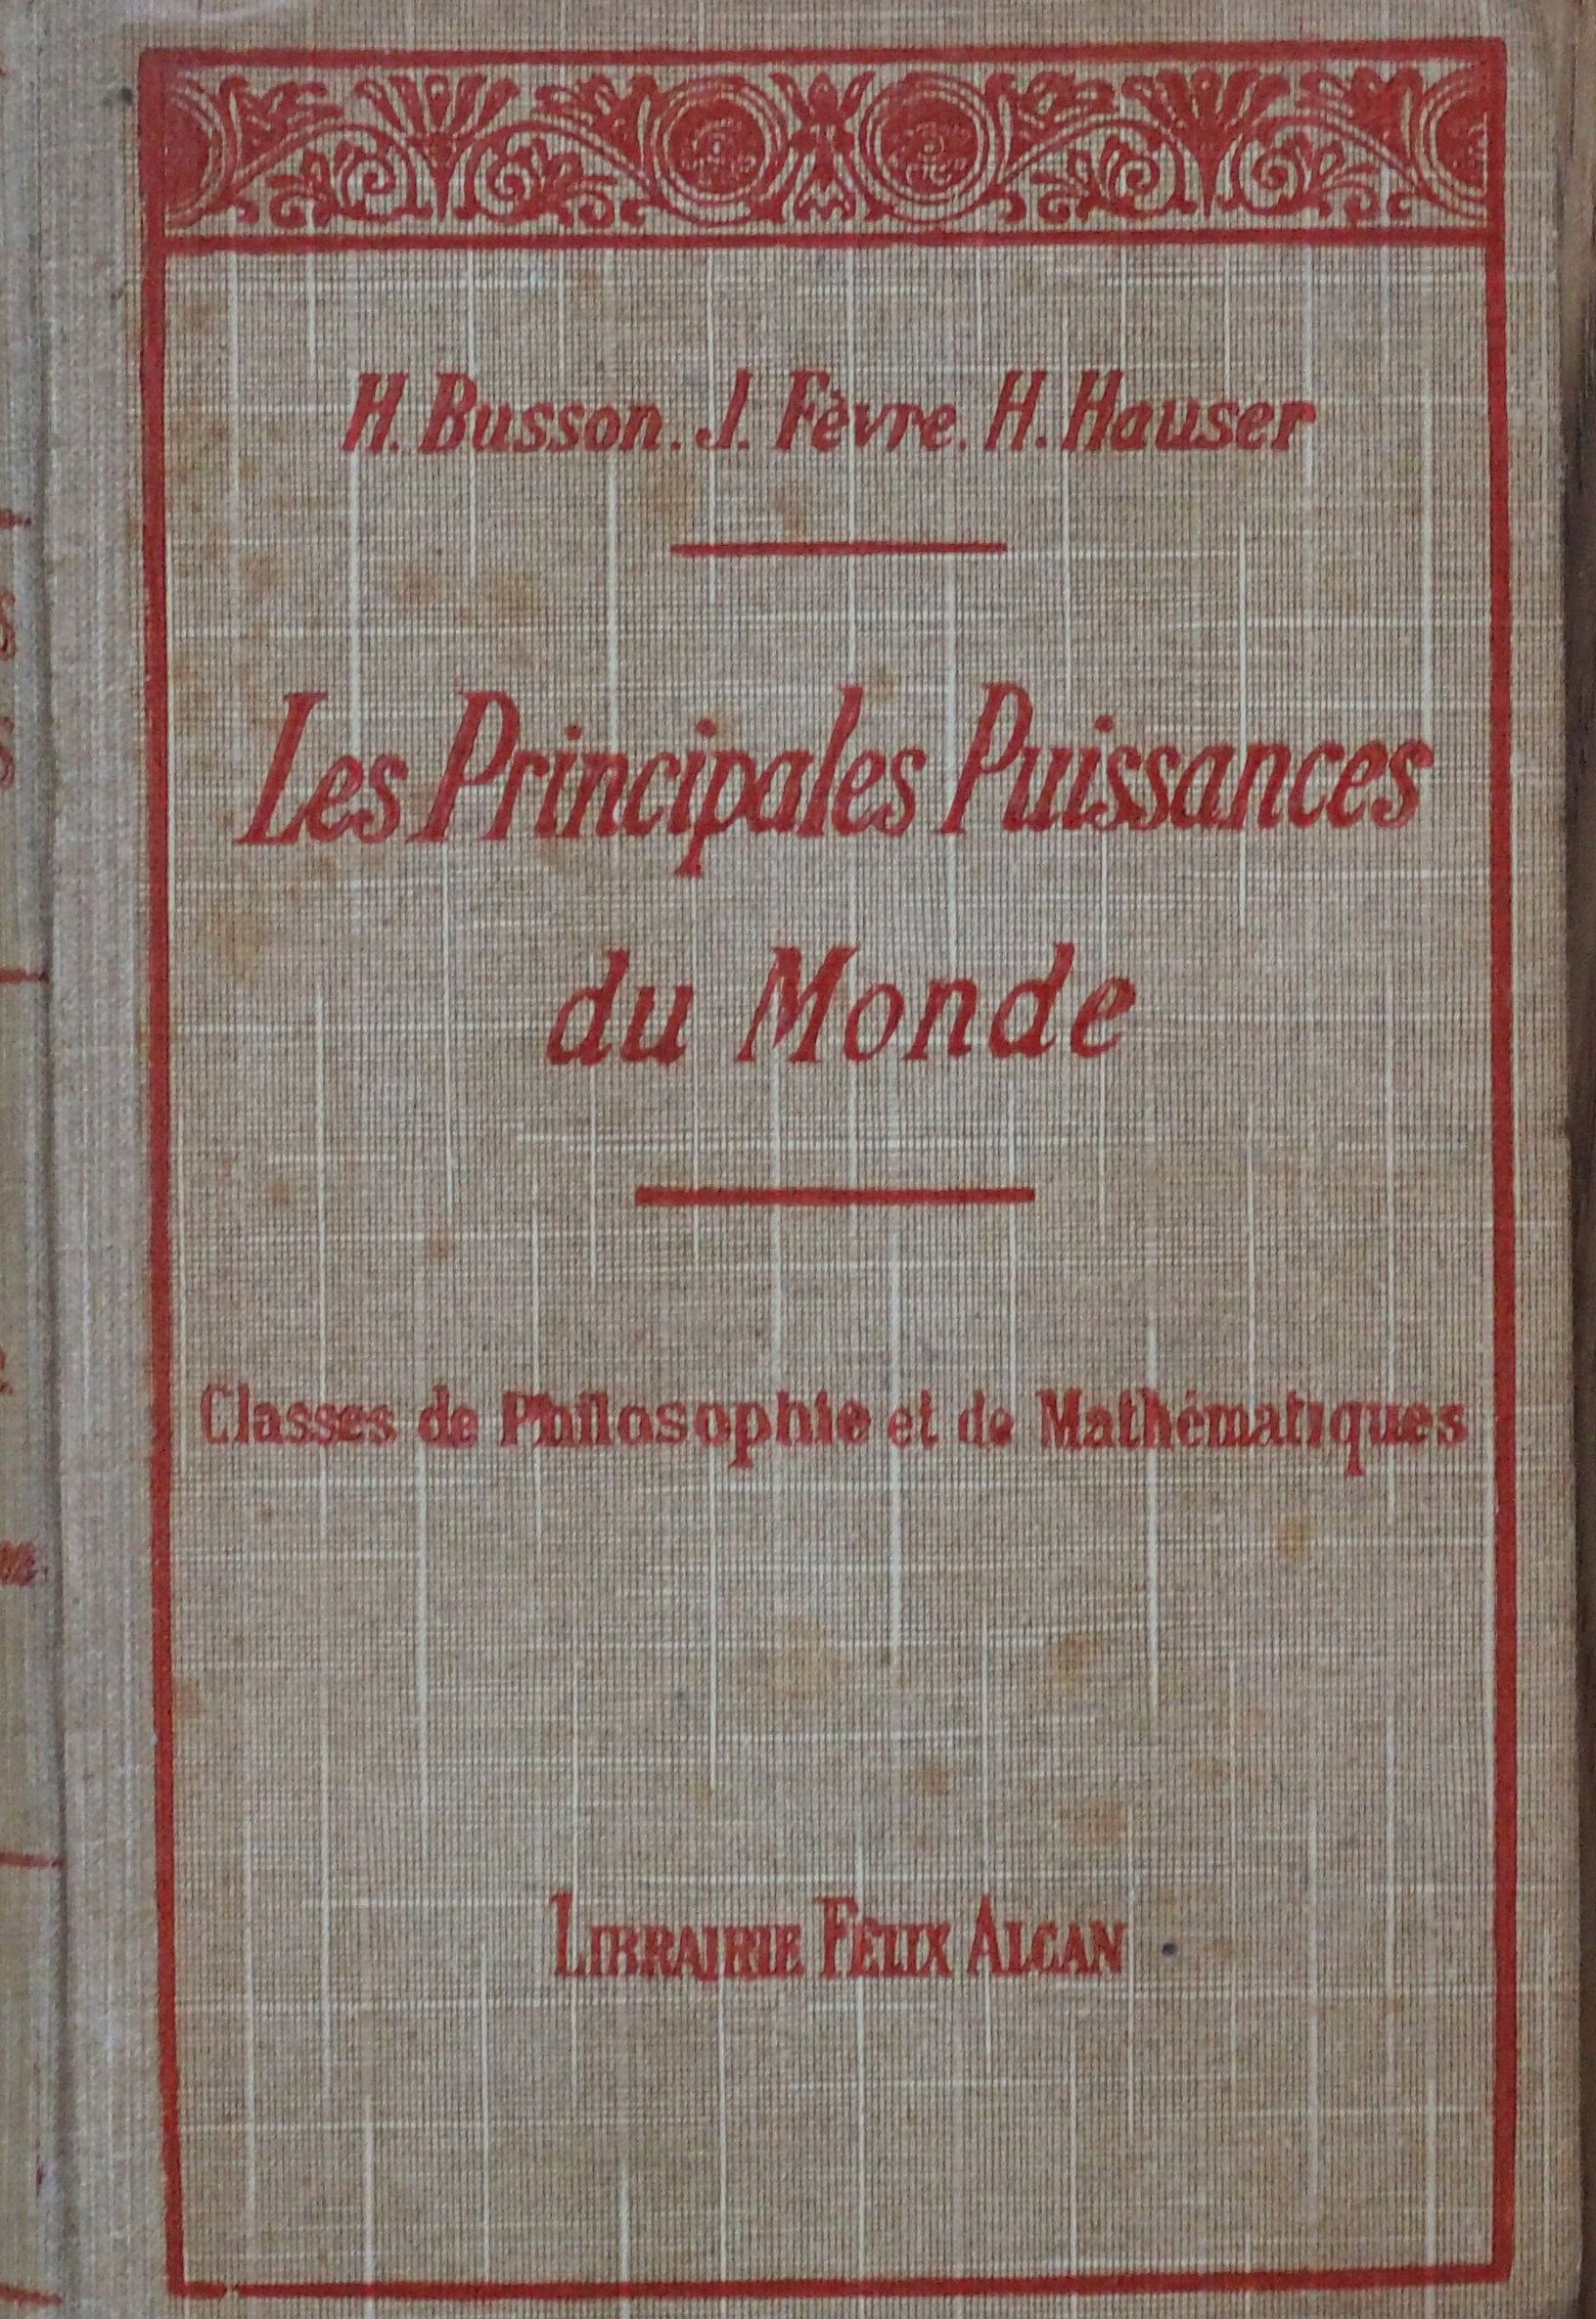 H. Busson. J. Fèvre. H. Hauser
Les Principales Puissances
du Monde
Classes de Philosophie et de Mathématiques
LIBRAIRIE FÉLIX ALCAN